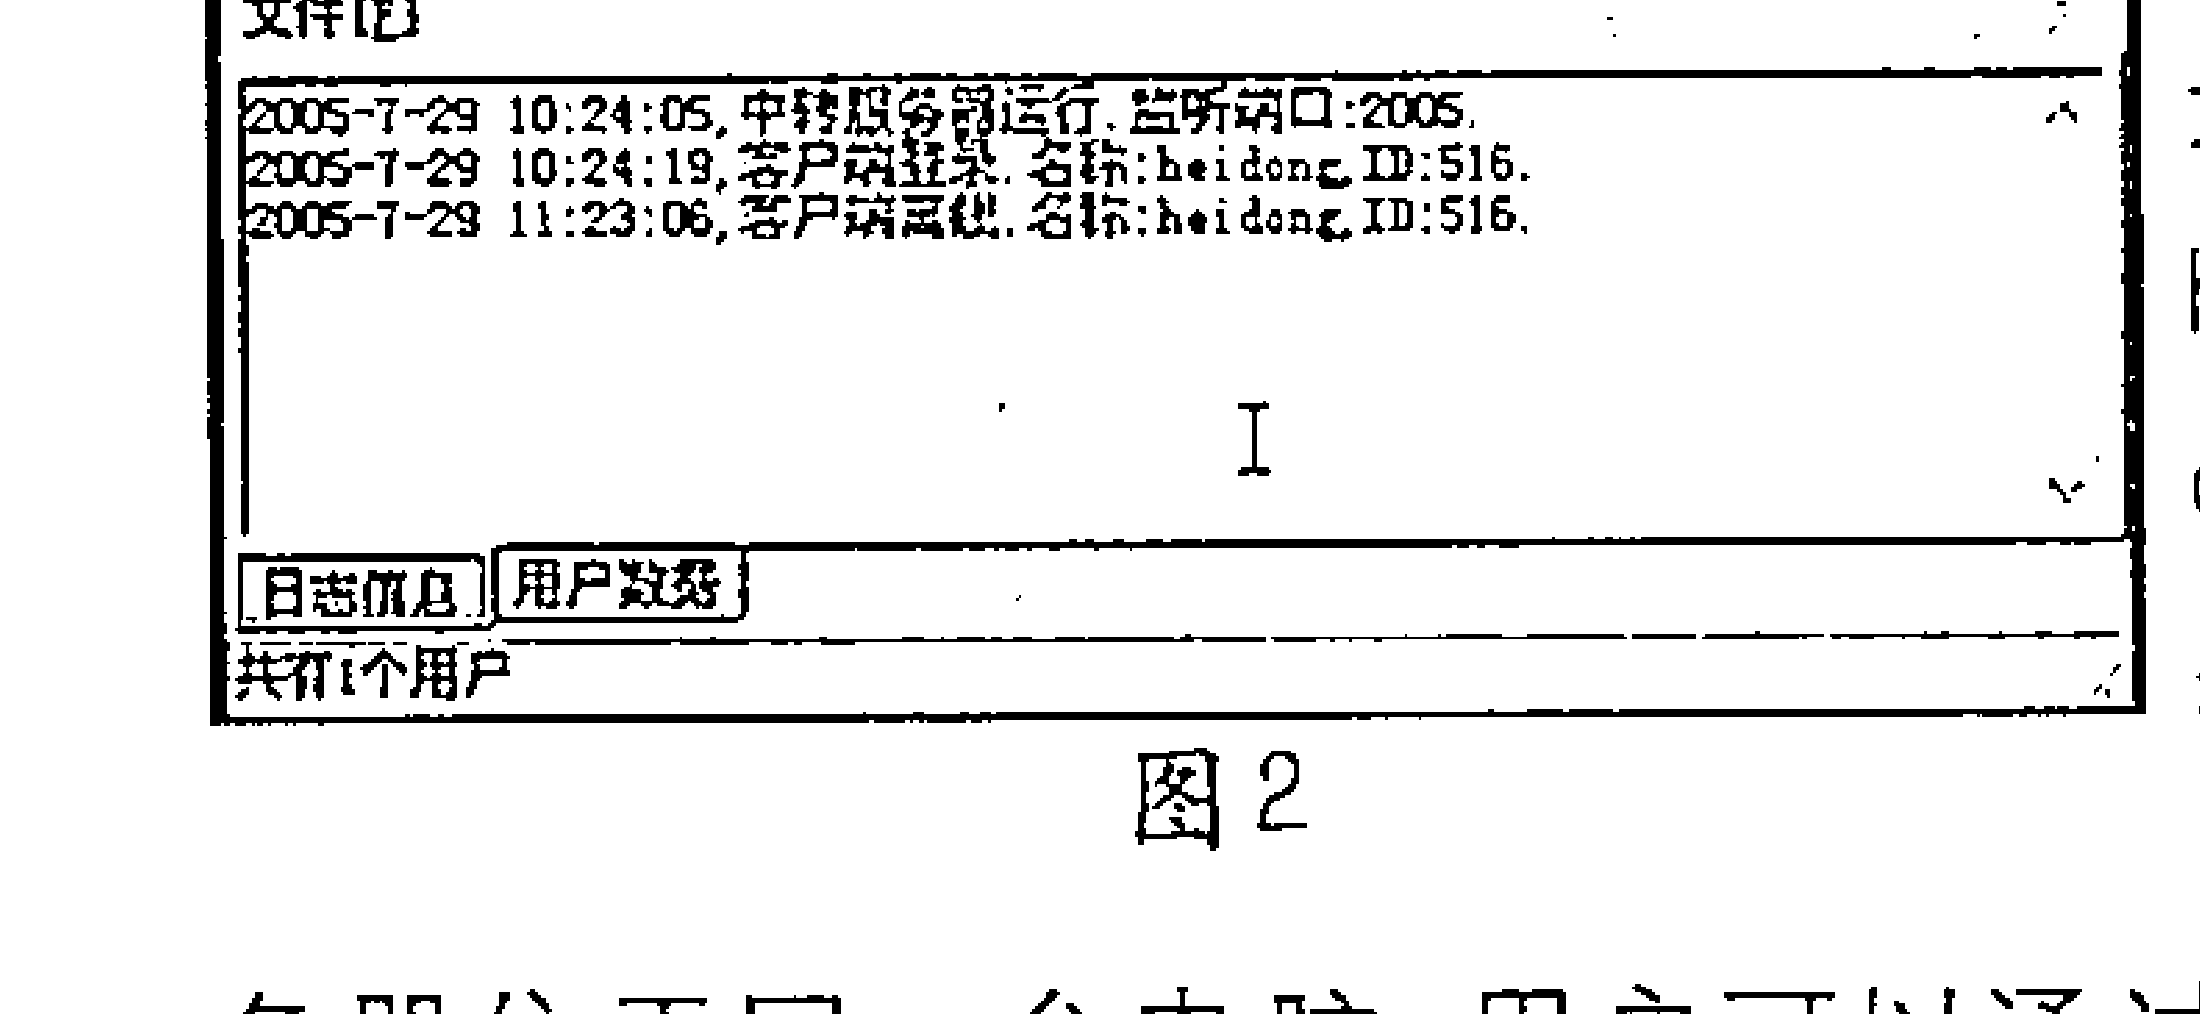 文件(F)
2005-7-29 10:24:05,中转服务器运行.监听端口:2005.
2005-7-29 10:24:19,客户端登录.名称:heidong,ID:516.
2005-7-29 11:23:06,客户端离线.名称:heidong,ID:516.
日志信息 用户数据
共有1个用户
图2